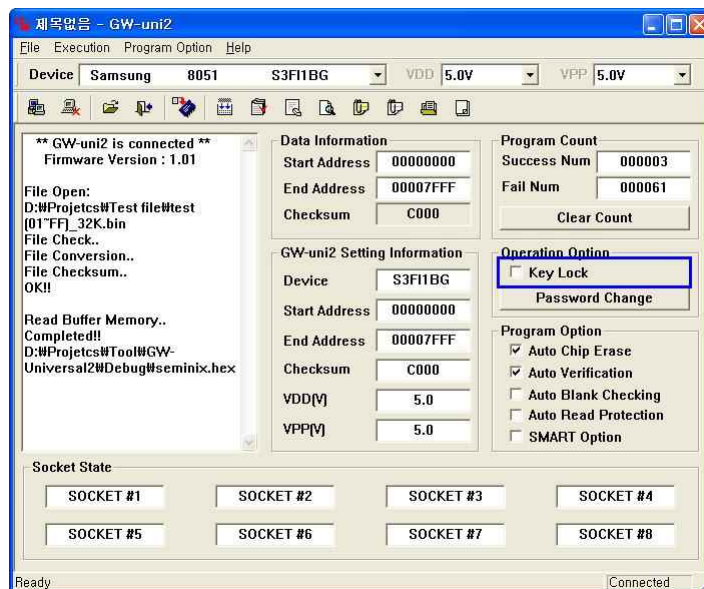 제목없음 - GW-uni2
File Execution Program Option Help
Device Samsung 8051 S3FI1BG VDD 5.0V VPP 5.0V
** GW-uni2 is connected **
Firmware Version : 1.01
File Open:
D:₩Projetcs₩Test file₩test
(01~FF)_32K.bin
File Check..
File Conversion..
File Checksum..
OK!!
Read Buffer Memory..
Completed!!
D:₩Projetcs₩Tool₩GW-
Universal2₩Debug₩seminix.hex
Data Information
Start Address 00000000
End Address 00007FFF
Checksum C000
GW-uni2 Setting Information
Device S3FI1BG
Start Address 00000000
End Address 00007FFF
Checksum C000
VDD(V) 5.0
VPP(V) 5.0
Program Count
Success Num 000003
Fail Num 000061
Clear Count
Operation Option
Key Lock
Password Change
Program Option
Auto Chip Erase
Auto Verification
Auto Blank Checking
Auto Read Protection
SMART Option
Socket State
SOCKET #1 SOCKET #2 SOCKET #3 SOCKET #4
SOCKET #5 SOCKET #6 SOCKET #7 SOCKET #8
Ready Connected